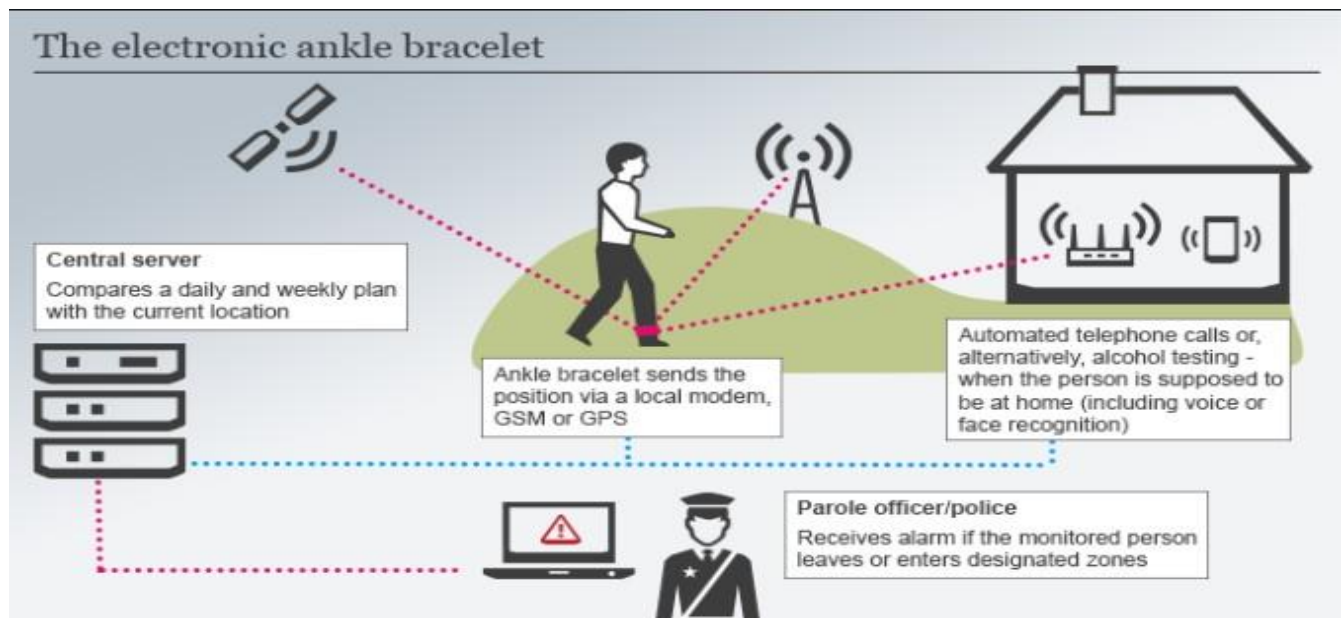 The electronic ankle bracelet
Central server
Compares a daily and weekly plan
with the current location
Ankle bracelet sends the
position via a local modem,
GSM or GPS
Automated telephone calls or,
alternatively, alcohol testing -
when the person is supposed to
be at home (including voice or
face recognition)
Parole officer/police
Receives alarm if the monitored person
leaves or enters designated zones